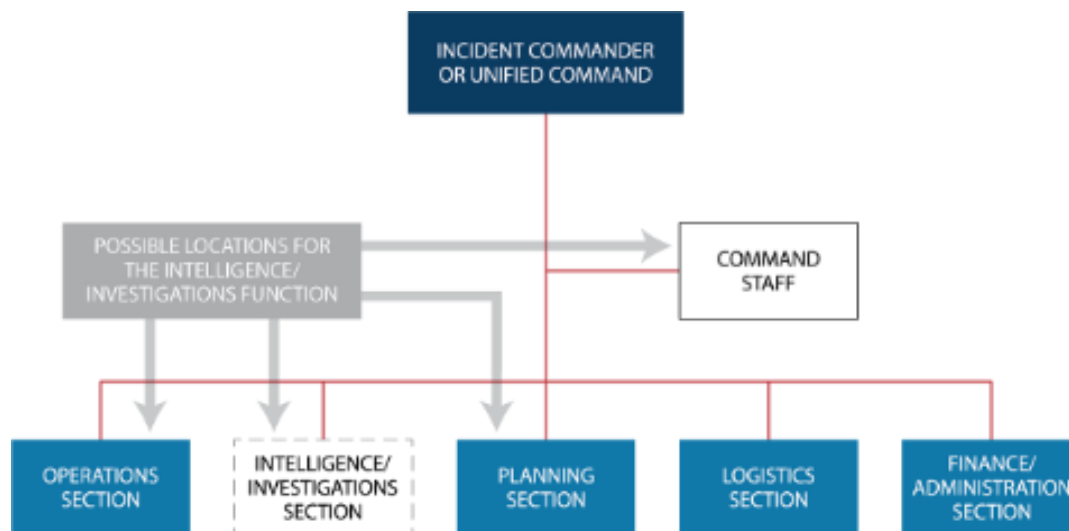 INCIDENT COMMANDER
OR UNIFIED COMMAND
POSSIBLE LOCATIONS FOR
THE INTELLIGENCE/
INVESTIGATIONS FUNCTION
COMMAND
STAFF
OPERATIONS
SECTION
INTELLIGENCE/
INVESTIGATIONS
SECTION
PLANNING
SECTION
LOGISTICS
SECTION
FINANCE/
ADMINISTRATION
SECTION